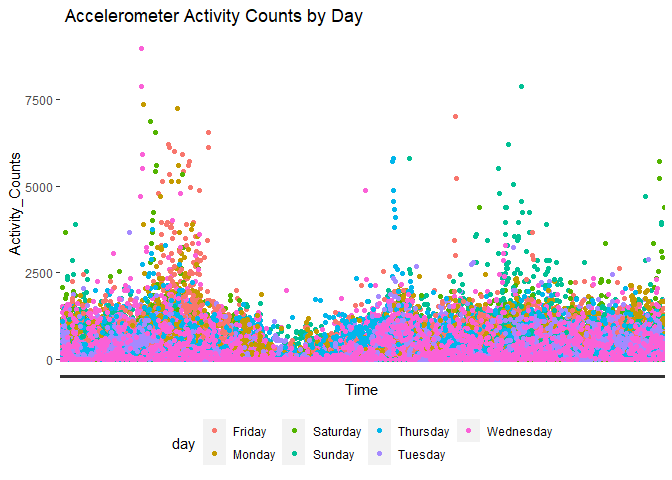 Accelerometer Activity Counts by Day
Activity_Counts
7500
5000
2500
0
Time
day
Friday
Saturday
Thursday
Wednesday
Monday
Sunday
Tuesday